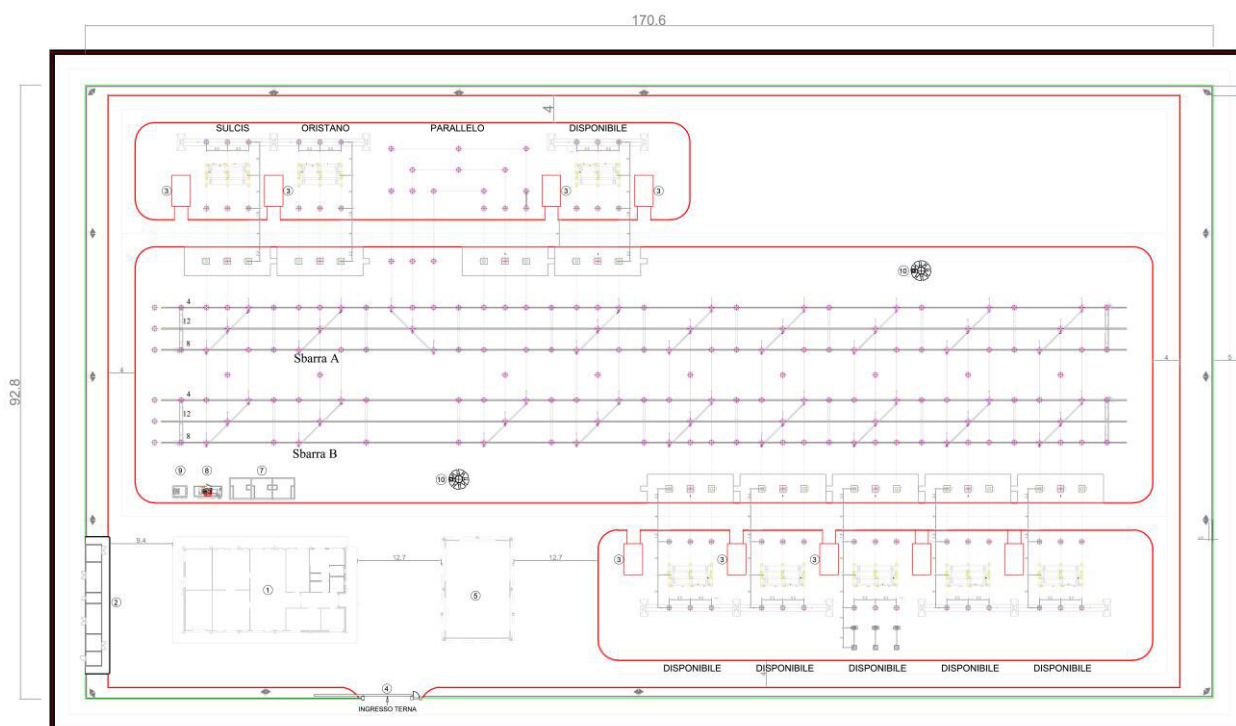 170.6
92.8
4
SULCIS ORISTANO PARALLELO DISPONIBILE
3 3 3 3
10
4
12
8
Sbarra A
4 4 5
4
12
8
Sbarra B
9 8 7 10
9.4 12.7 12.7
3 3 3
2 1 5
DISPONIBILE DISPONIBILE DISPONIBILE DISPONIBILE DISPONIBILE
4
4
INGRESSO TERNA